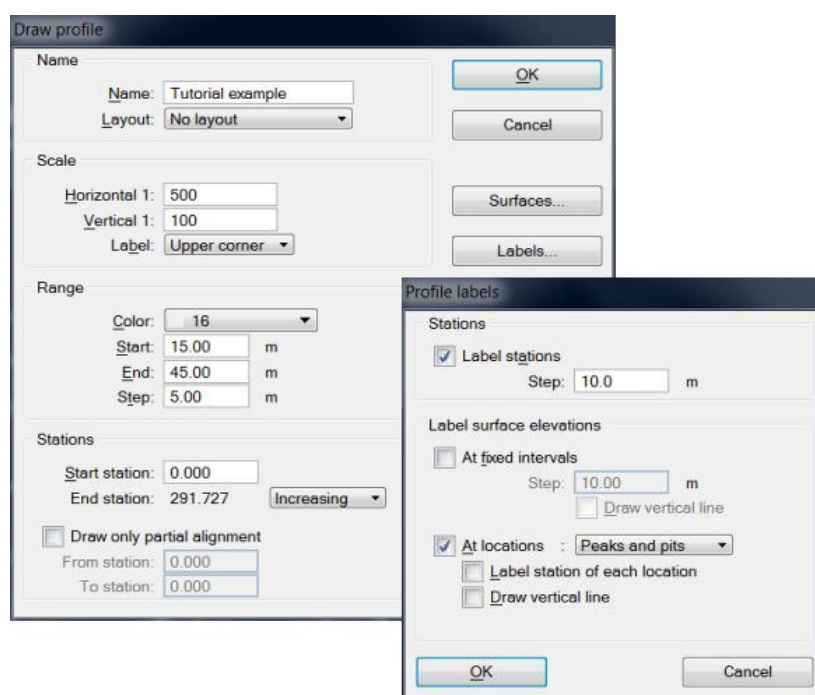 Draw profile
Name
Name: Tutorial example
Layout: No layout
OK
Cancel
Scale
Horizontal 1: 500
Vertical 1: 100
Label: Upper corner
Surfaces...
Labels...
Range
Color: 16
Start: 15.00 m
End: 45.00 m
Step: 5.00 m
Stations
Start station: 0.000
End station: 291.727 Increasing
Draw only partial alignment
From station: 0.000
To station: 0.000
Profile labels
Stations
Label stations
Step: 10.0 m
Label surface elevations
At fixed intervals
Step: 10.00 m
Draw vertical line
At locations : Peaks and pits
Label station of each location
Draw vertical line
OK
Cancel